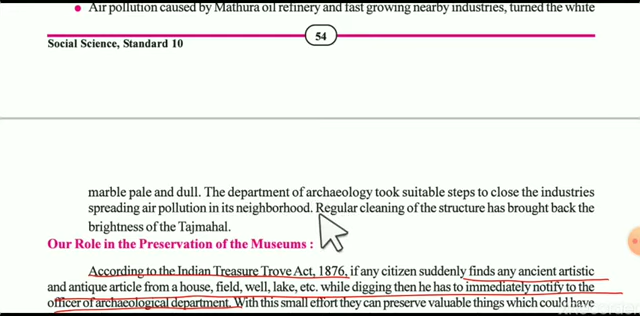 • Air pollution caused by Mathura oil refinery and fast growing nearby industries, turned the white
54
Social Science, Standard 10
marble pale and dull. The department of archaeology took suitable steps to close the industries
spreading air pollution in its neighborhood. Regular cleaning of the structure has brought back the
brightness of the Tajmahal.
Our Role in the Preservation of the Museums :
According to the Indian Treasure Trove Act, 1876, if any citizen suddenly finds any ancient artistic
and antique article from a house, field, well, lake, etc. while digging then he has to immediately notify to the
officer of archaeological department. With this small effort they can preserve valuable things which could have